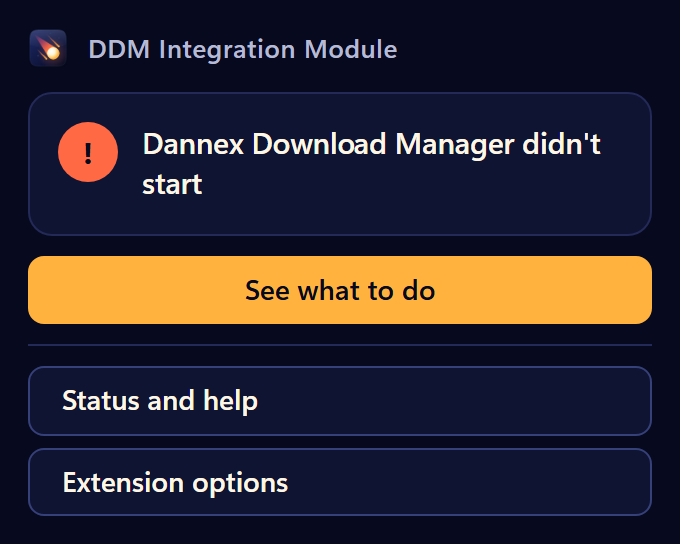 DDM Integration Module
!
Dannex Download Manager didn't
start
See what to do
Status and help
Extension options